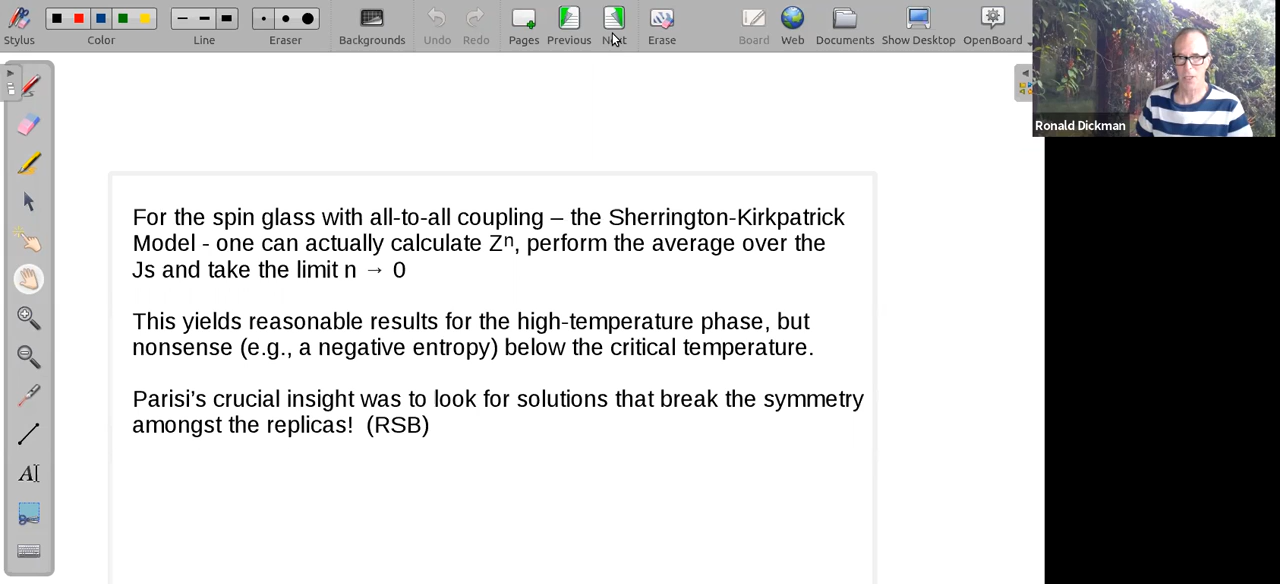 Stylus
Color
Line
Eraser
Backgrounds
Undo
Redo
Pages
Previous
Next
Erase
Board
Web
Documents
Show Desktop
OpenBoard
Ronald Dickman
For the spin glass with all-to-all coupling – the Sherrington-Kirkpatrick
Model - one can actually calculate Zⁿ, perform the average over the
Js and take the limit n → 0
This yields reasonable results for the high-temperature phase, but
nonsense (e.g., a negative entropy) below the critical temperature.
Parisi’s crucial insight was to look for solutions that break the symmetry
amongst the replicas! (RSB)